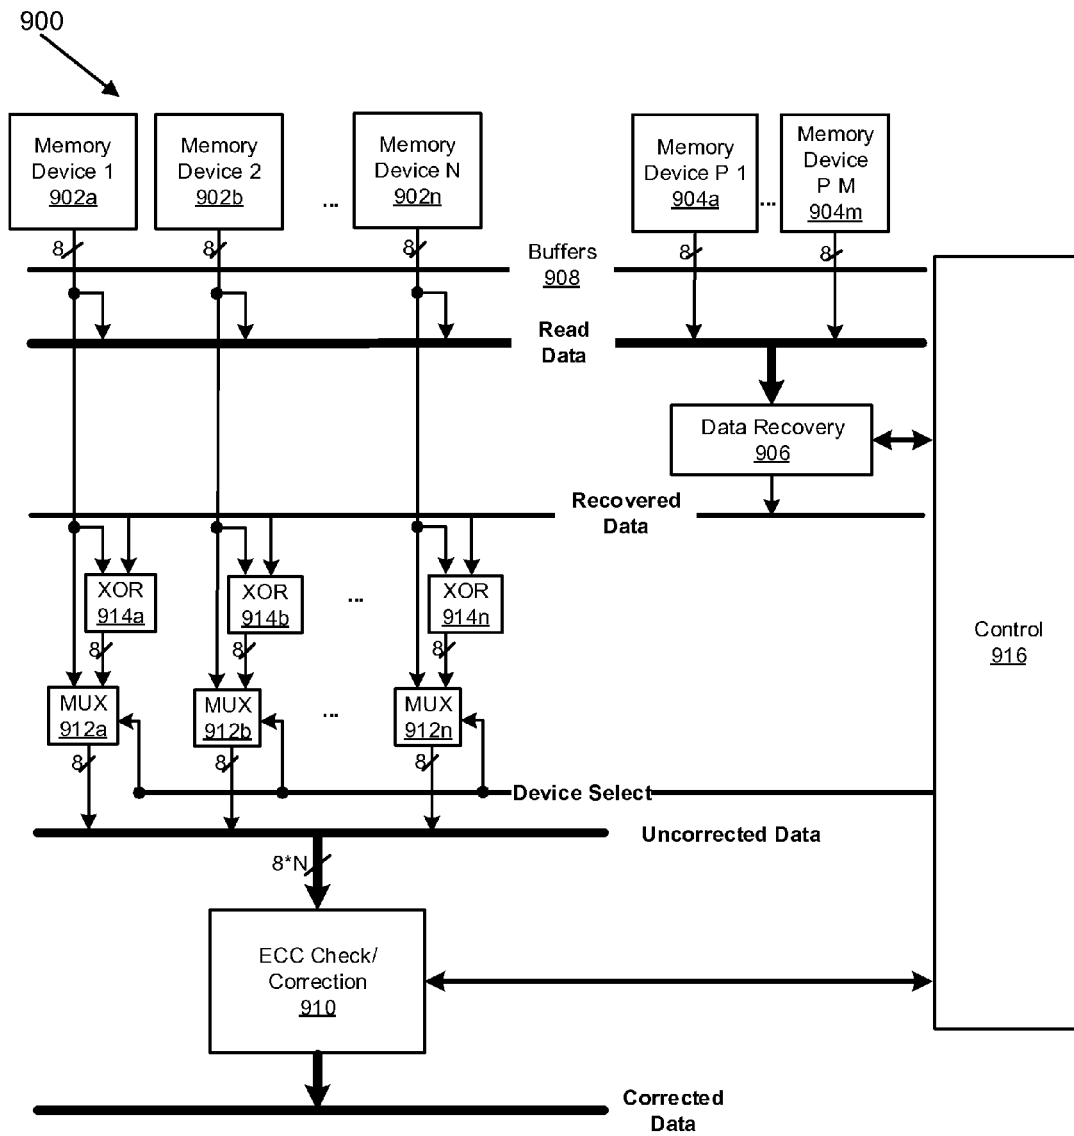 900
Memory Device 1 902a
Memory Device 2 902b
...
Memory Device N 902n
Memory Device P 1 904a
...
Memory Device P M 904m
8
8
8
8
8
Buffers 908
Read Data
Data Recovery 906
Recovered Data
XOR 914a
XOR 914b
...
XOR 914n
8
8
8
Control 916
MUX 912a
MUX 912b
...
MUX 912n
8
8
8
Device Select
Uncorrected Data
8*N
ECC Check/ Correction 910
Corrected Data